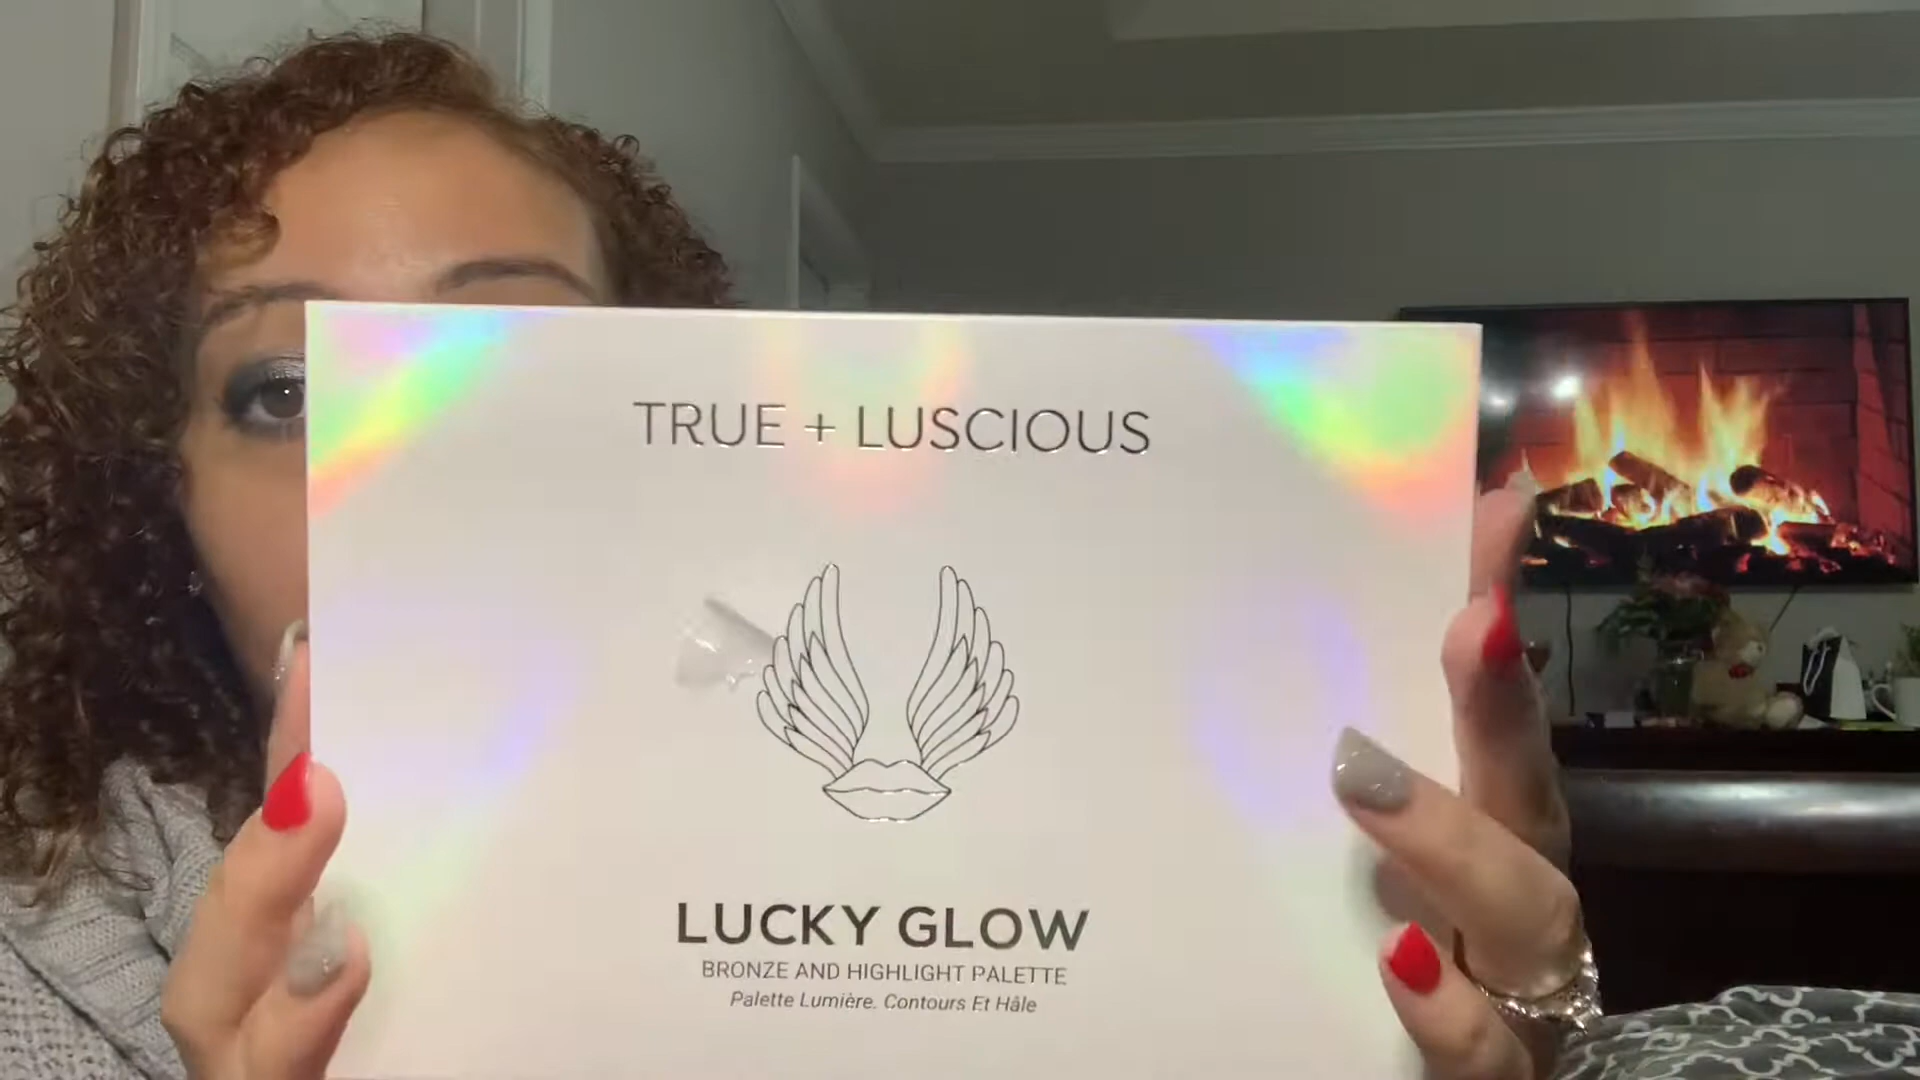 TRUE + LUSCIOUS
LUCKY GLOW
BRONZE AND HIGHLIGHT PALETTE
Palette Lumière. Contours Et Hâle